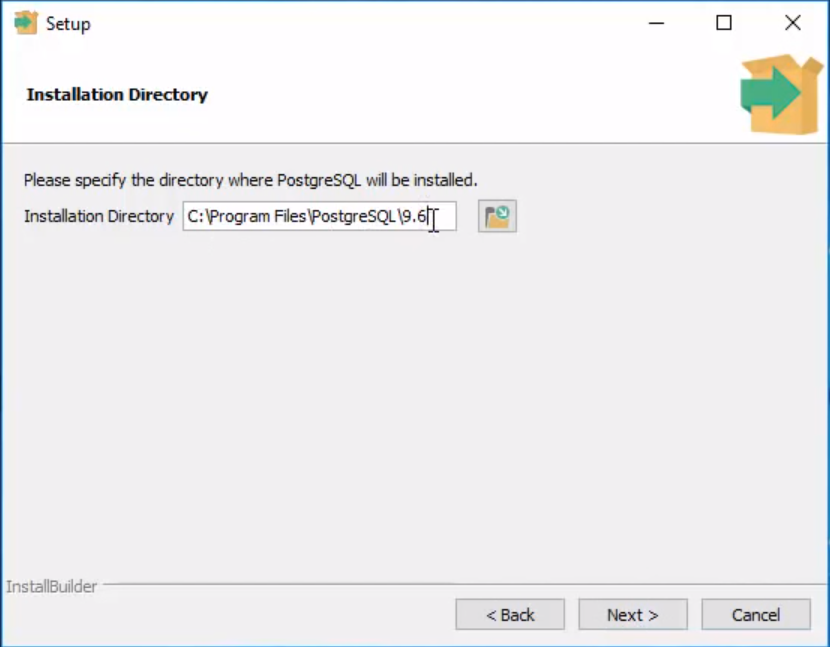 Setup
Installation Directory
Please specify the directory where PostgreSQL will be installed.
Installation Directory C:\Program Files\PostgreSQL\9.6
InstallBuilder
< Back Next > Cancel